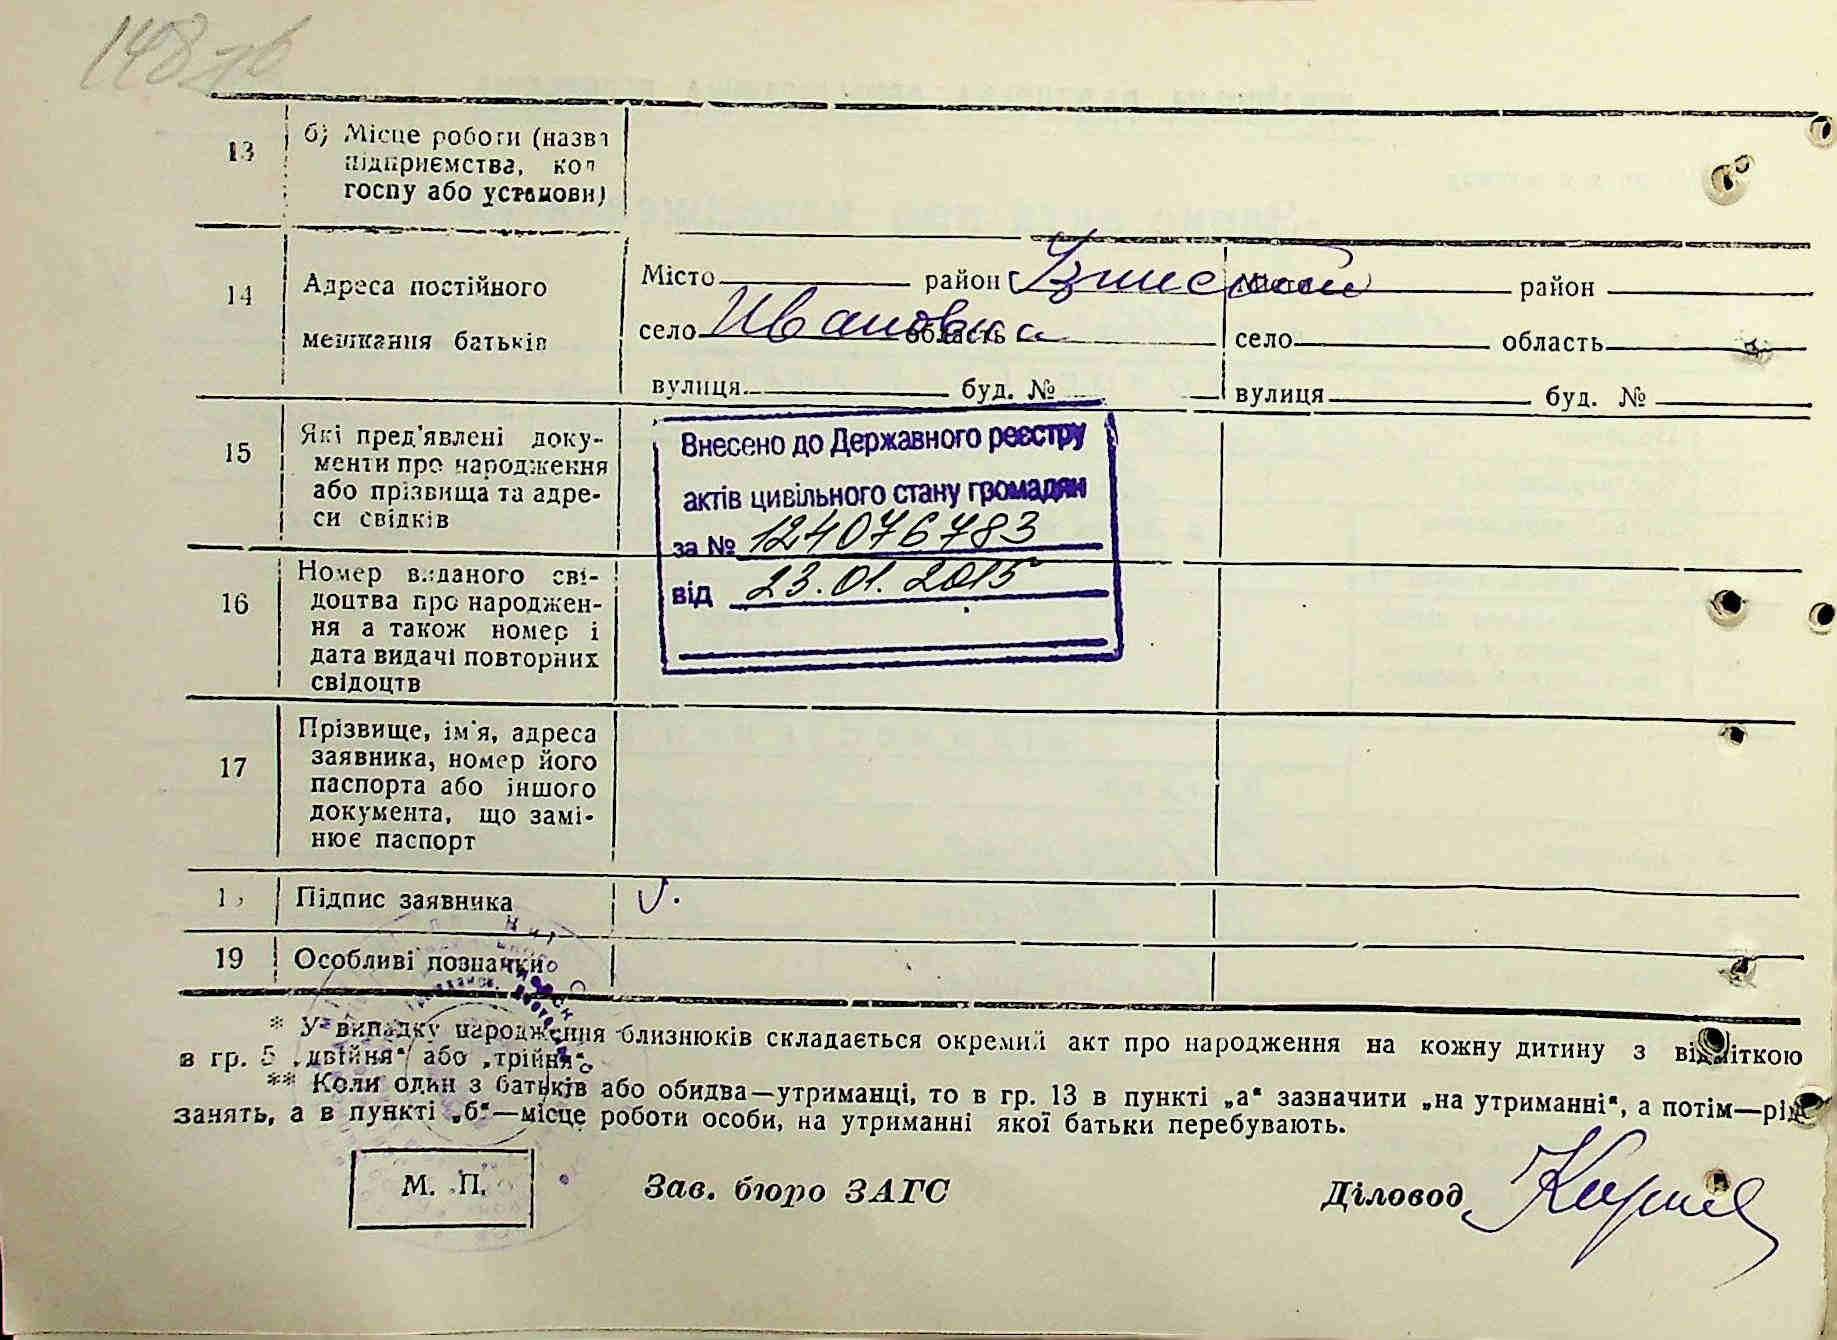 148 зв
13 б) Місце роботи (назва
підприємства, кол
госпу або установи)
14 Адреса постійного
мешкання батьків
Місто район Місто район
село Ивановка область село область
вулиця буд. № вулиця буд. №
15 Які пред'явлені доку-
менти про народження
або прізвища та адре-
си свідків
Внесено до Державного реєстру
актів цивільного стану громадян
за № 124076783
від 23.01.2015
16 Номер виданого сві-
доцтва про народжен-
ня а також номер і
дата видачі повторних
свідоцтв
17 Прізвище, ім'я, адреса
заявника, номер його
паспорта або іншого
документа, що замі-
нює паспорт
Підпис заявника
19 Особливі позначки
* У випадку народження близнюків складається окремий акт про народження на кожну дитину з відміткою
в гр. 5 „двійня“ або „трійня“.
** Коли один з батьків або обидва—утриманці, то в гр. 13 в пункті „а“ зазначити „на утриманні“, а потім—рід
занять, а в пункті „б“—місце роботи особи, на утриманні якої батьки перебувають.
М. П. Зав. бюро ЗАГС Діловод